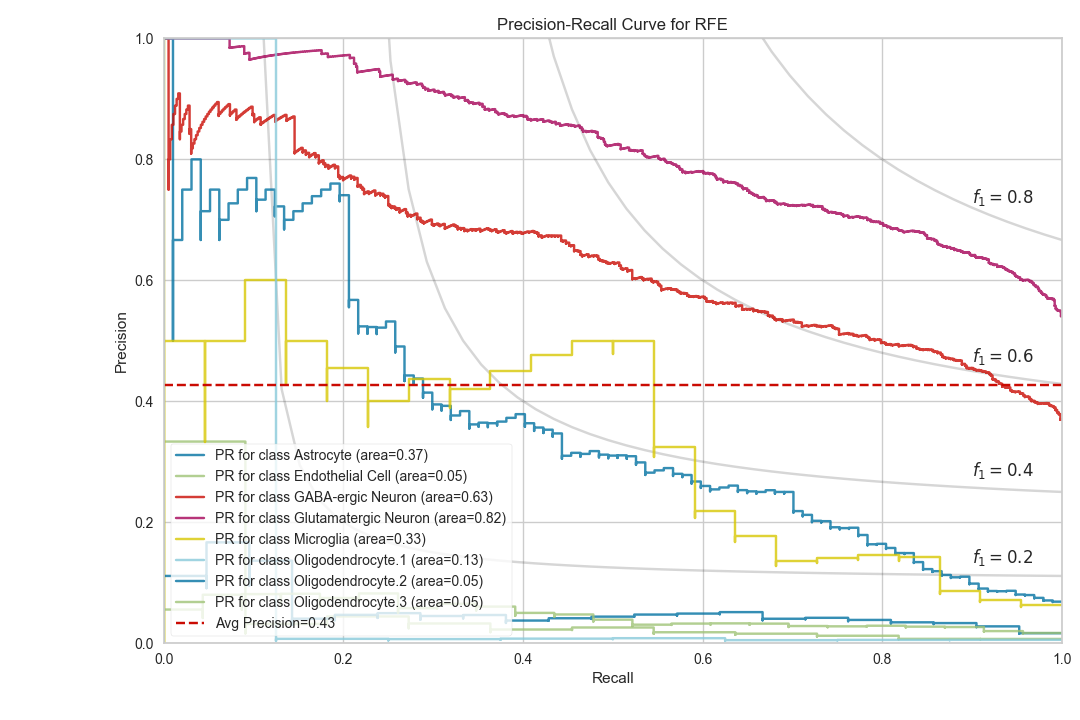 Precision-Recall Curve for RFE
1.0
0.8
0.6
0.4
0.2
0.0
Precision
f1 = 0.8
f1 = 0.6
f1 = 0.4
f1 = 0.2
PR for class Astrocyte (area=0.37)
PR for class Endothelial Cell (area=0.05)
PR for class GABA-ergic Neuron (area=0.63)
PR for class Glutamatergic Neuron (area=0.82)
PR for class Microglia (area=0.33)
PR for class Oligodendrocyte.1 (area=0.13)
PR for class Oligodendrocyte.2 (area=0.05)
PR for class Oligodendrocyte.3 (area=0.05)
Avg Precision=0.43
0.0 0.2 0.4 0.6 0.8 1.0
Recall